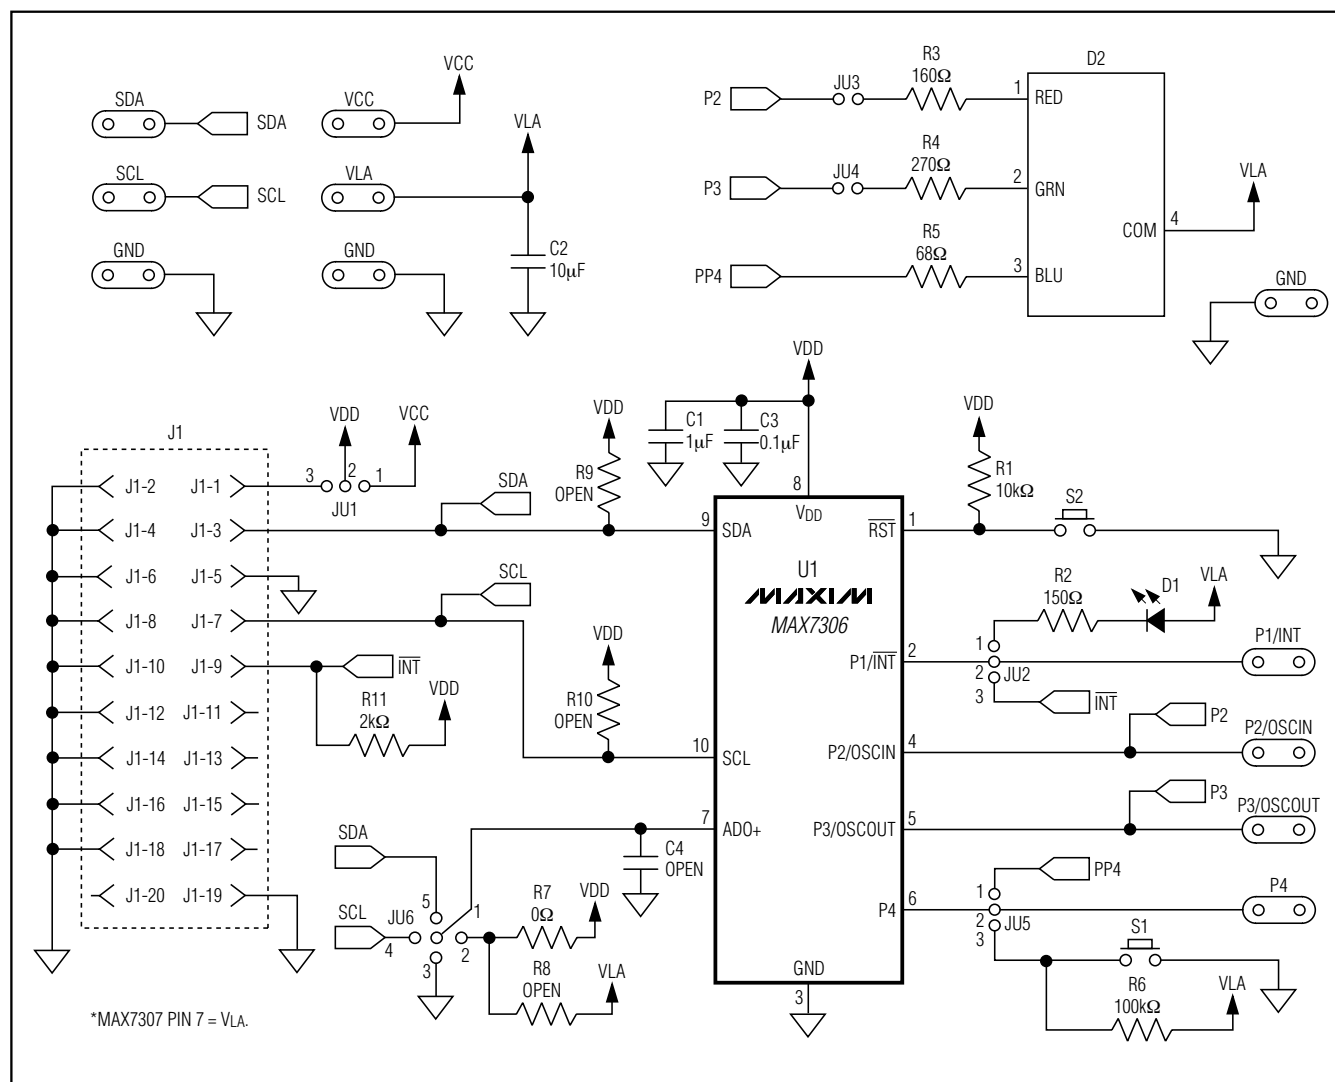 SDA
SDA
SCL
SCL
GND
VCC
VCC
VLA
VLA
GND
C2
10µF
P2
JU3
R3
160Ω
P3
JU4
R4
270Ω
PP4
R5
68Ω
D2
1
RED
2
GRN
3
BLU
COM
4
VLA
GND
J1
J1-2
J1-1
J1-4
J1-3
J1-6
J1-5
J1-8
J1-7
J1-10
J1-9
J1-12
J1-11
J1-14
J1-13
J1-16
J1-15
J1-18
J1-17
J1-20
J1-19
VDD
VCC
3
2
1
JU1
SDA
SCL
INT
R11
2kΩ
VDD
VDD
R9
OPEN
VDD
R10
OPEN
VDD
C1
1µF
C3
0.1µF
8
VDD
9
SDA
10
SCL
7
ADO+
U1
MAXIM
MAX7306
RST
1
P1/INT
2
P2/OSCIN
4
P3/OSCOUT
5
P4
6
GND
3
VDD
R1
10kΩ
S2
R2
150Ω
D1
VLA
1
2
JU2
3
INT
P1/INT
P2
P2/OSCIN
P3
P3/OSCOUT
PP4
1
2
JU5
3
P4
S1
R6
100kΩ
VLA
SDA
SCL
JU6
5
1
4
2
3
C4
OPEN
R7
0Ω
VDD
R8
OPEN
VLA
*MAX7307 PIN 7 = VLA.